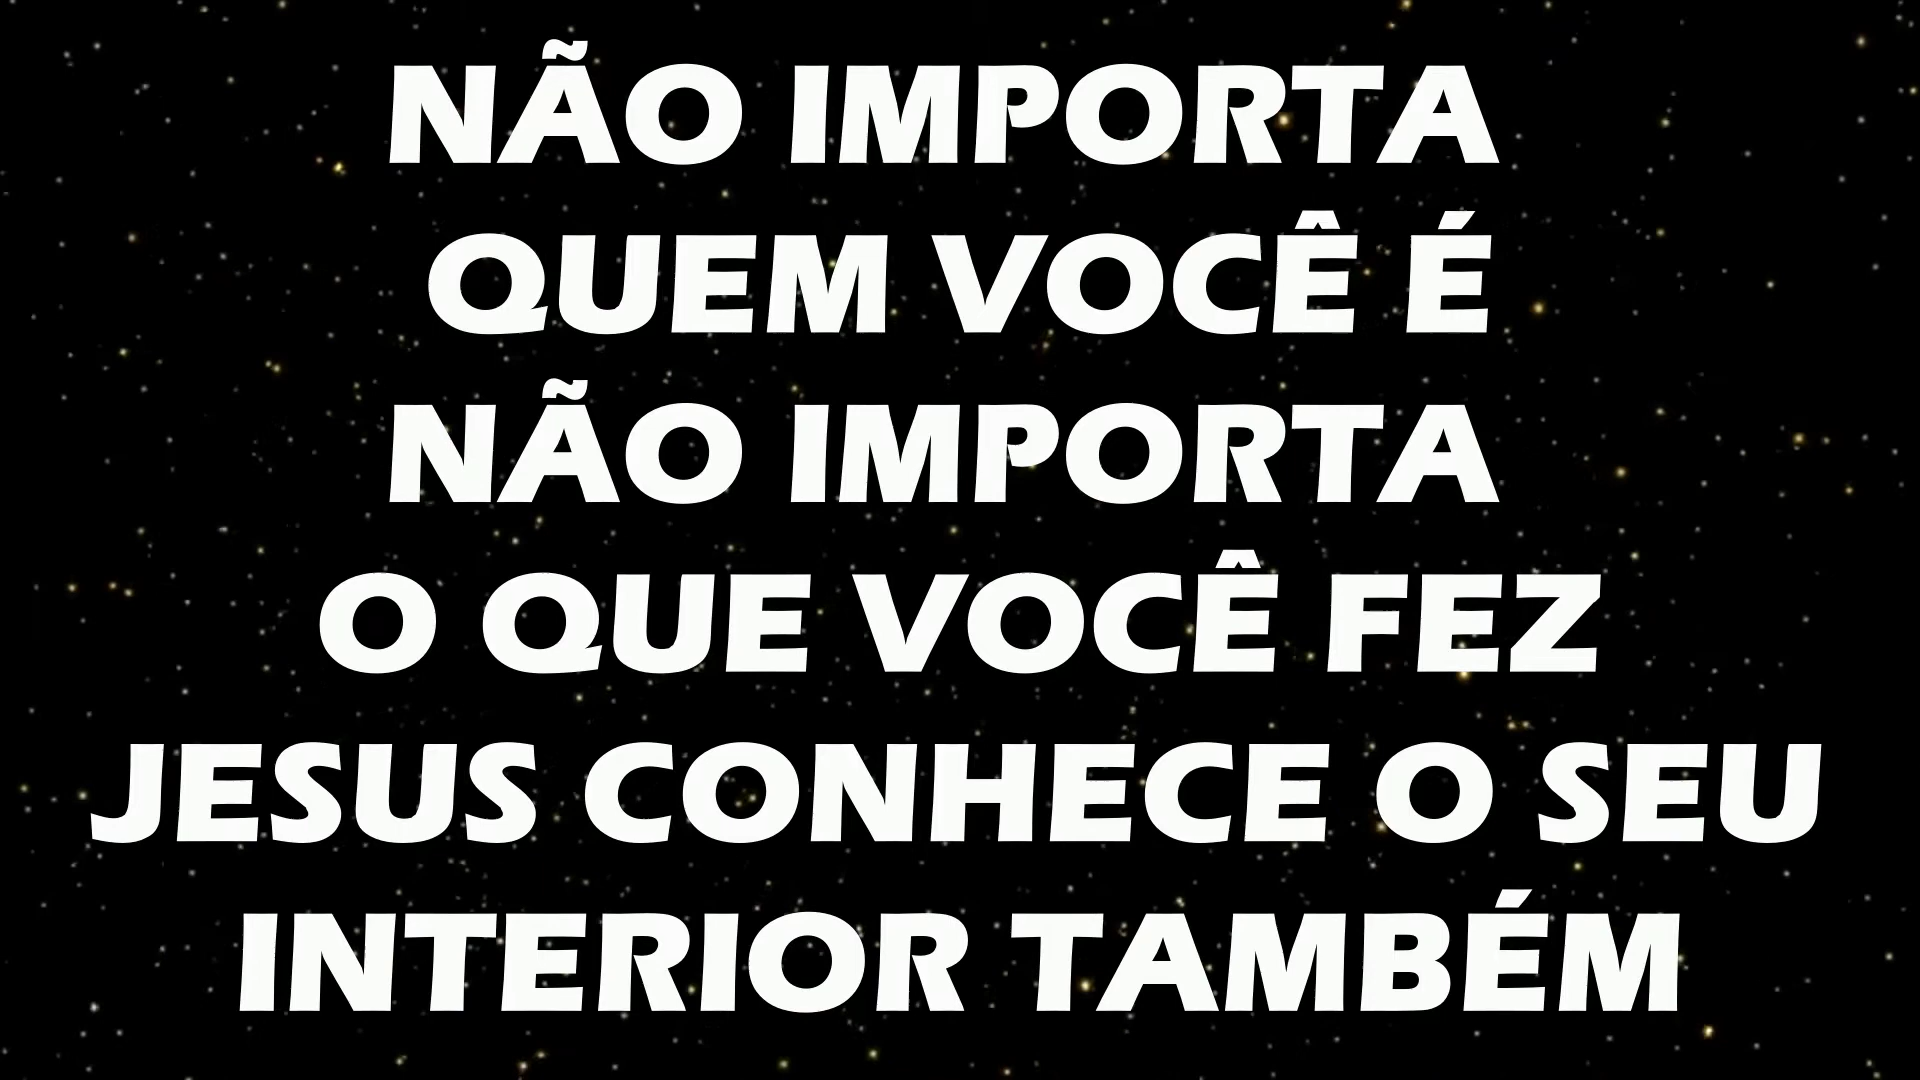 NÃO IMPORTA
QUEM VOCÊ É
NÃO IMPORTA
O QUE VOCÊ FEZ
JESUS CONHECE O SEU
INTERIOR TAMBÉM